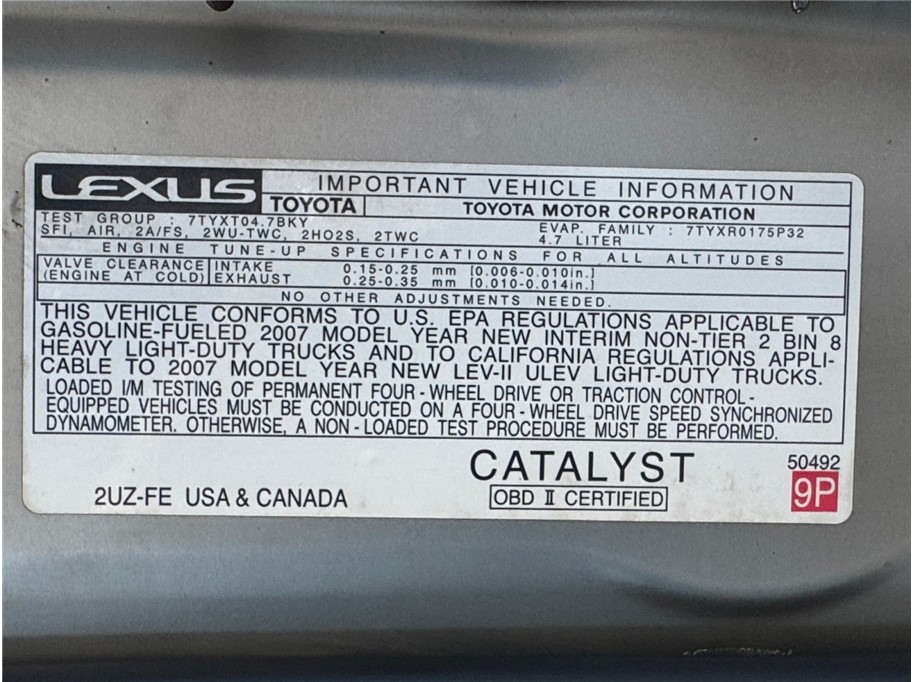 LEXUS IMPORTANT VEHICLE INFORMATION
TOYOTA TOYOTA MOTOR CORPORATION
TEST GROUP : 7TYXT04.7BKY EVAP. FAMILY : 7TYXR0175P32
SFI, AIR, 2A/FS, 2WU-TWC, 2HO2S, 2TWC 4.7 LITER
ENGINE TUNE-UP SPECIFICATIONS FOR ALL ALTITUDES
VALVE CLEARANCE INTAKE 0.15-0.25 mm [0.006-0.010in.]
(ENGINE AT COLD) EXHAUST 0.25-0.35 mm [0.010-0.014in.]
NO OTHER ADJUSTMENTS NEEDED.
THIS VEHICLE CONFORMS TO U.S. EPA REGULATIONS APPLICABLE TO
GASOLINE-FUELED 2007 MODEL YEAR NEW INTERIM NON-TIER 2 BIN 8
HEAVY LIGHT-DUTY TRUCKS AND TO CALIFORNIA REGULATIONS APPLI-
CABLE TO 2007 MODEL YEAR NEW LEV-II ULEV LIGHT-DUTY TRUCKS.
LOADED I/M TESTING OF PERMANENT FOUR-WHEEL DRIVE OR TRACTION CONTROL-
EQUIPPED VEHICLES MUST BE CONDUCTED ON A FOUR-WHEEL DRIVE SPEED SYNCHRONIZED
DYNAMOMETER. OTHERWISE, A NON-LOADED TEST PROCEDURE MUST BE PERFORMED.
CATALYST 50492
2UZ-FE USA & CANADA OBD II CERTIFIED 9P